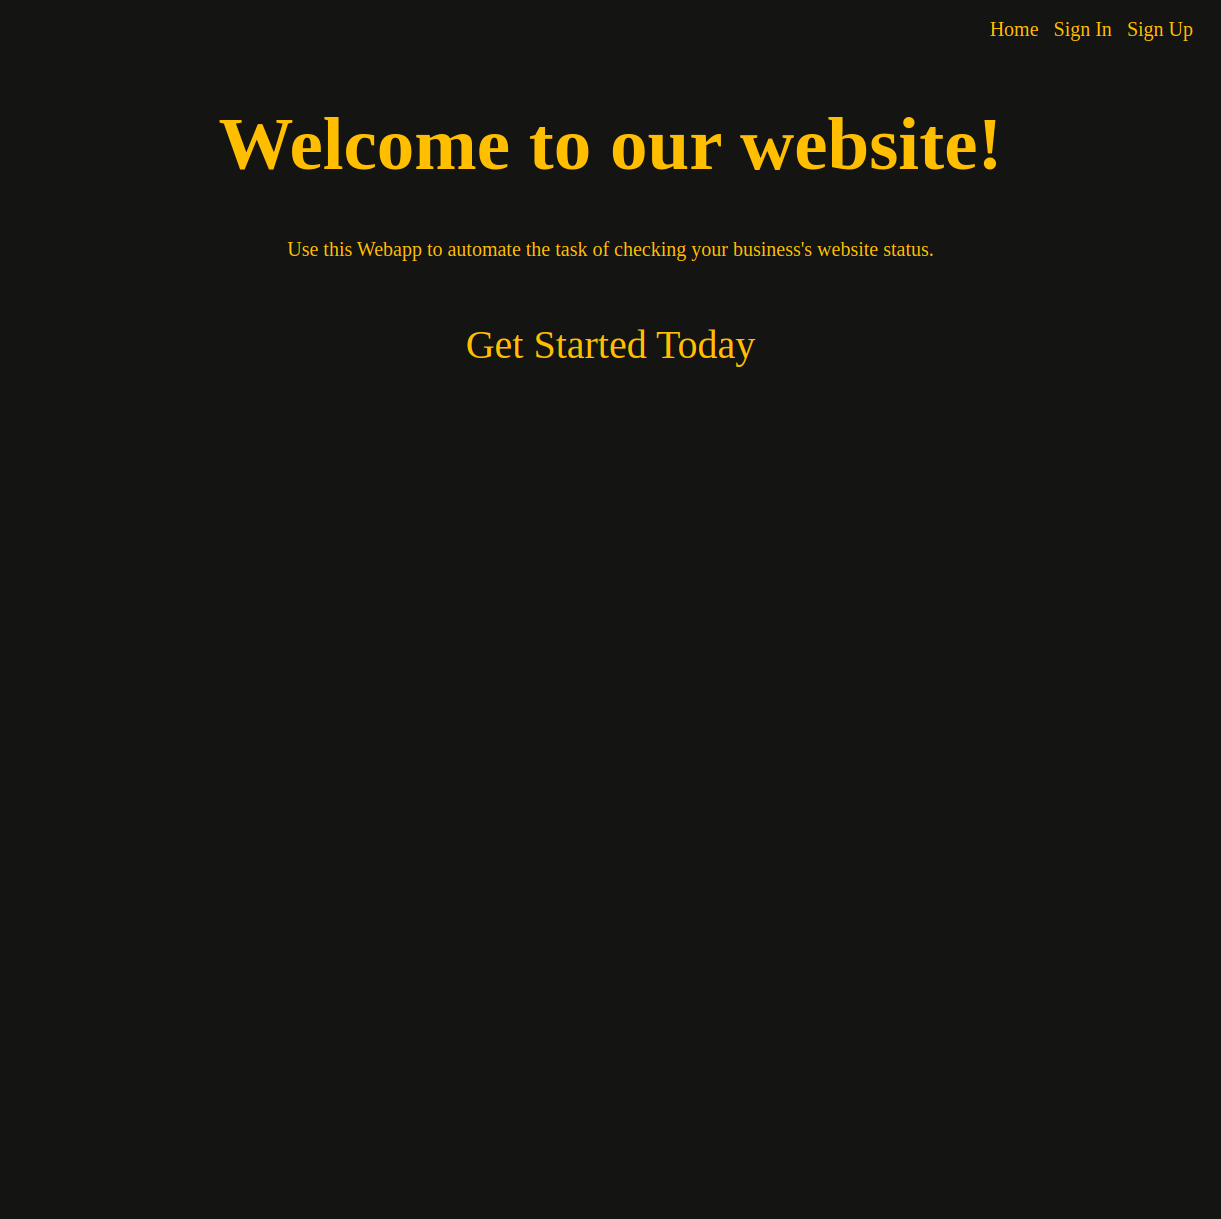 Home Sign In Sign Up
Welcome to our website!
Use this Webapp to automate the task of checking your business's website status.
Get Started Today